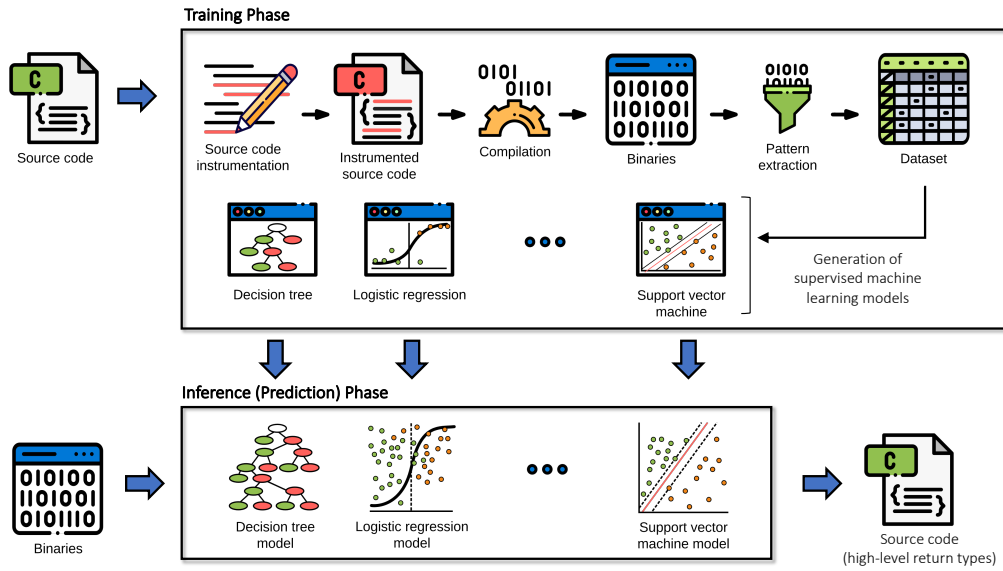 Training Phase
C
Source code
Source code
instrumentation
C
Instrumented
source code
0101
01101
Compilation
010100
110100
0101110
Binaries
01010
Pattern
extraction
Dataset
Decision tree
Logistic regression
Support vector
machine
Generation of
supervised machine
learning models
Inference (Prediction) Phase
010100
1101001
0101110
Binaries
Decision tree
model
Logistic regression
model
Support vector
machine model
C
Source code
(high-level return types)